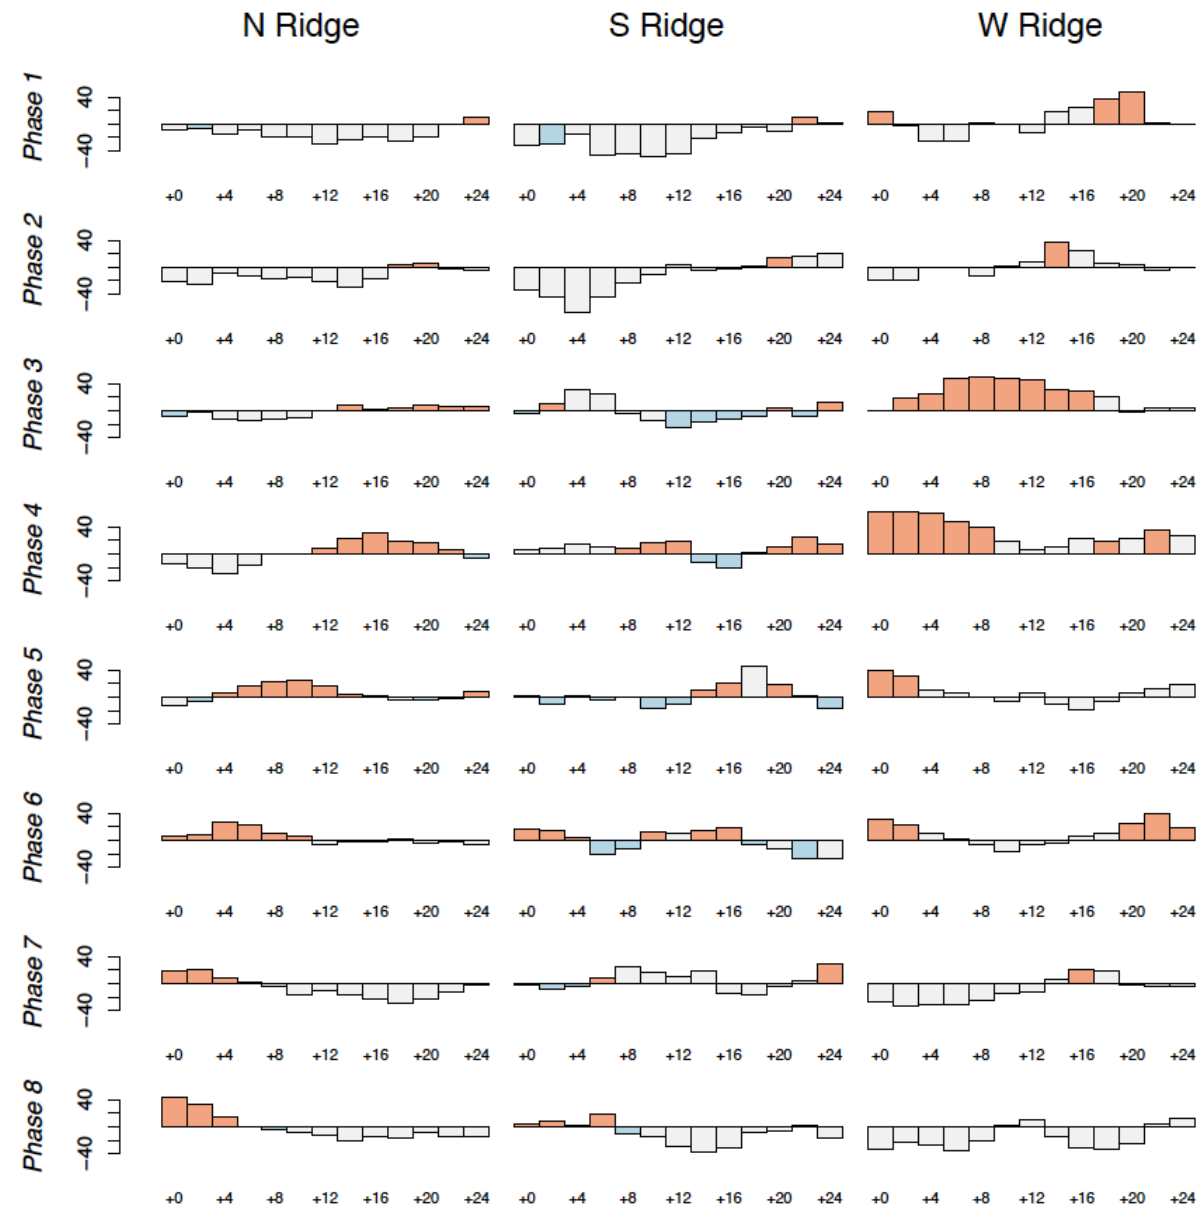 N Ridge S Ridge W Ridge
Phase 1 40 -40
+0 +4 +8 +12 +16 +20 +24 +0 +4 +8 +12 +16 +20 +24 +0 +4 +8 +12 +16 +20 +24
Phase 2 40 -40
+0 +4 +8 +12 +16 +20 +24 +0 +4 +8 +12 +16 +20 +24 +0 +4 +8 +12 +16 +20 +24
Phase 3 40 -40
+0 +4 +8 +12 +16 +20 +24 +0 +4 +8 +12 +16 +20 +24 +0 +4 +8 +12 +16 +20 +24
Phase 4 40 -40
+0 +4 +8 +12 +16 +20 +24 +0 +4 +8 +12 +16 +20 +24 +0 +4 +8 +12 +16 +20 +24
Phase 5 40 -40
+0 +4 +8 +12 +16 +20 +24 +0 +4 +8 +12 +16 +20 +24 +0 +4 +8 +12 +16 +20 +24
Phase 6 40 -40
+0 +4 +8 +12 +16 +20 +24 +0 +4 +8 +12 +16 +20 +24 +0 +4 +8 +12 +16 +20 +24
Phase 7 40 -40
+0 +4 +8 +12 +16 +20 +24 +0 +4 +8 +12 +16 +20 +24 +0 +4 +8 +12 +16 +20 +24
Phase 8 40 -40
+0 +4 +8 +12 +16 +20 +24 +0 +4 +8 +12 +16 +20 +24 +0 +4 +8 +12 +16 +20 +24